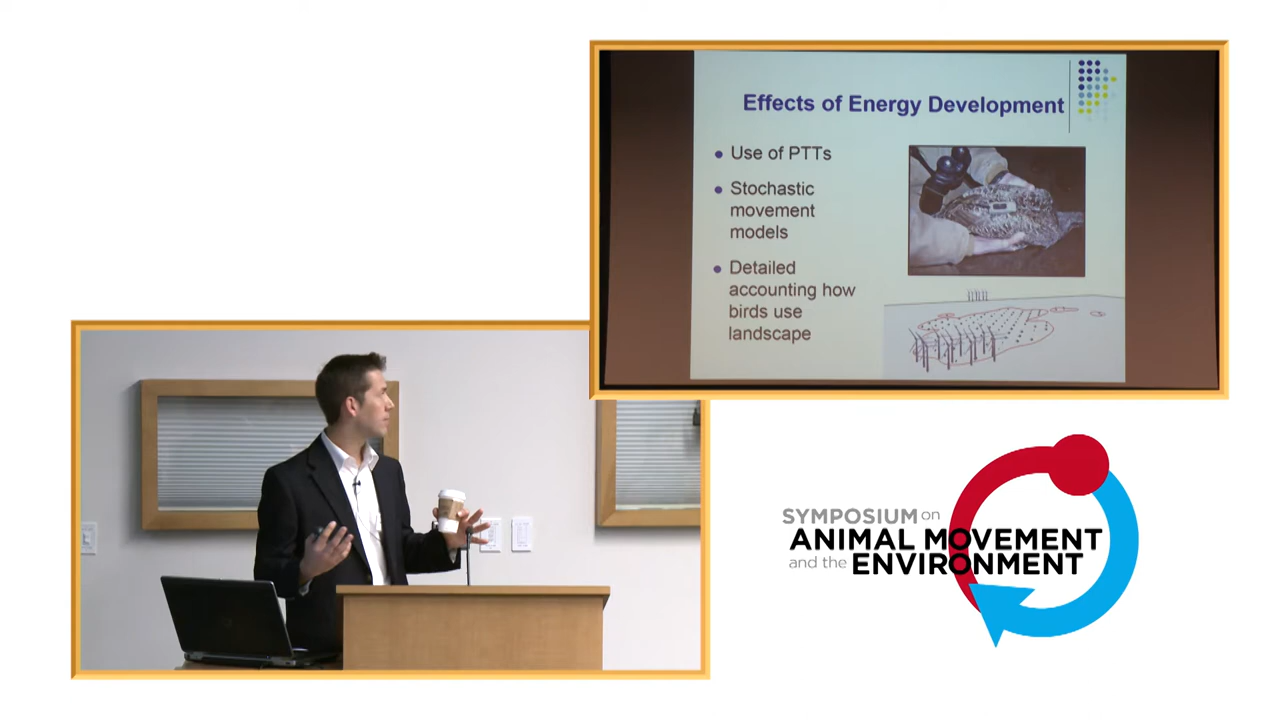 Effects of Energy Development
Use of PTTs
Stochastic
movement
models
Detailed
accounting how
birds use
landscape
SYMPOSIUM on
ANIMAL MOVEMENT
and the ENVIRONMENT